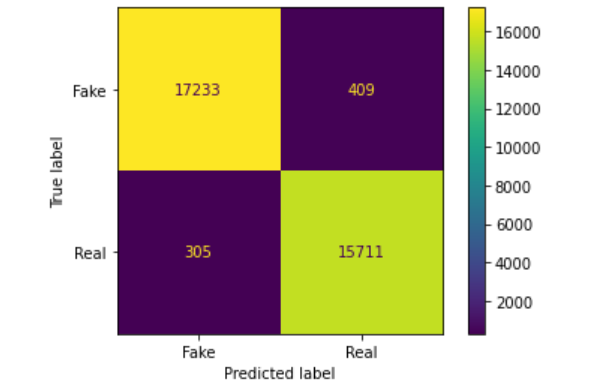 Fake
17233
409
Real
305
15711
Fake
Real
Predicted label
True label
16000
14000
12000
10000
8000
6000
4000
2000